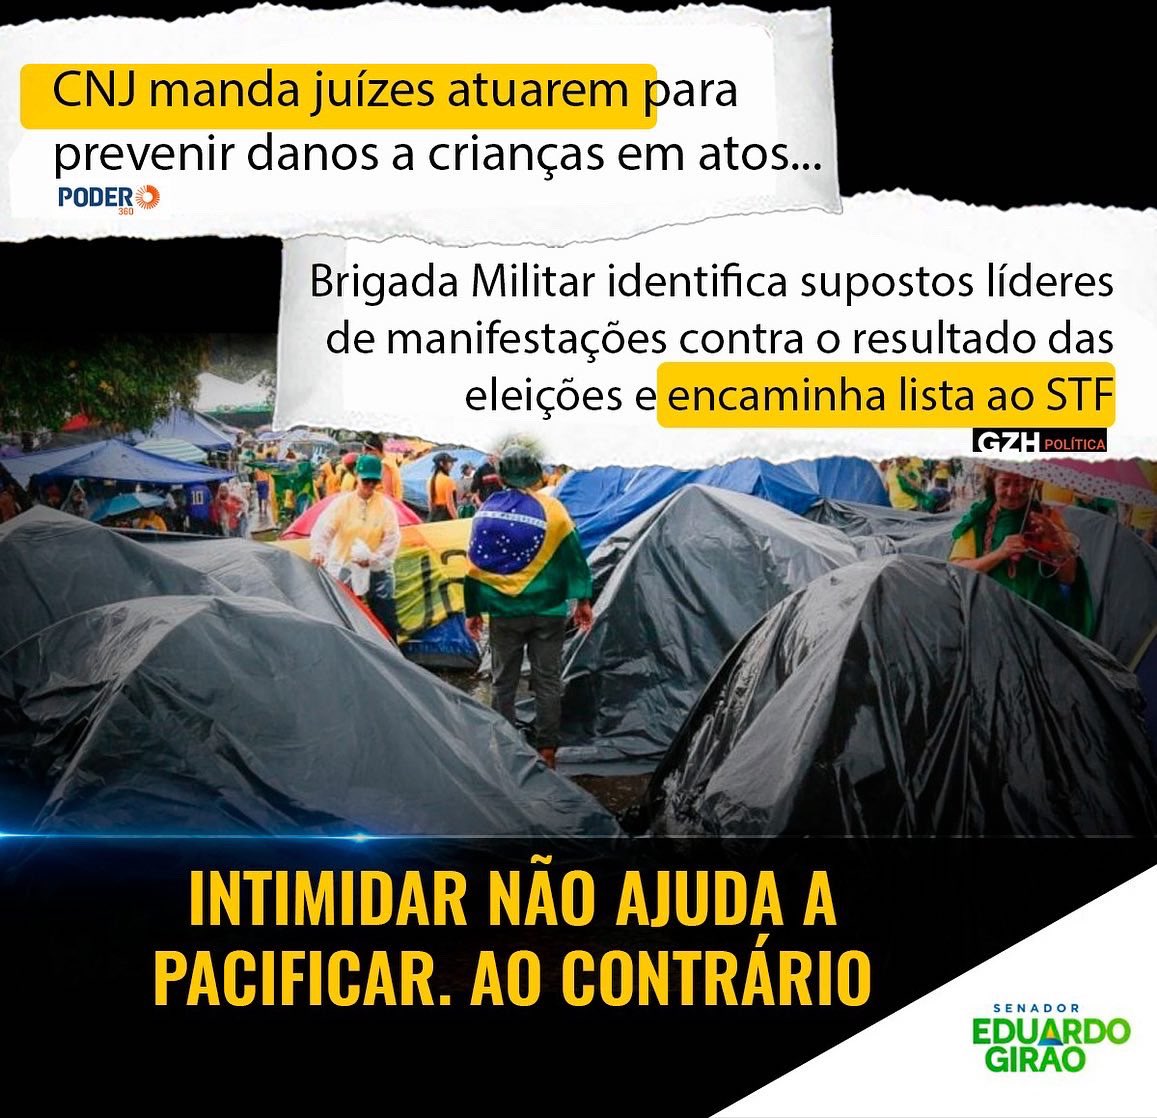 CNJ manda juízes atuarem para
prevenir danos a crianças em atos...
PODER
360
Brigada Militar identifica supostos líderes
de manifestações contra o resultado das
eleições e encaminha lista ao STF
GZH POLÍTICA
10
INTIMIDAR NÃO AJUDA A
PACIFICAR. AO CONTRÁRIO
SENADOR
EDUARDO
GIRÃO